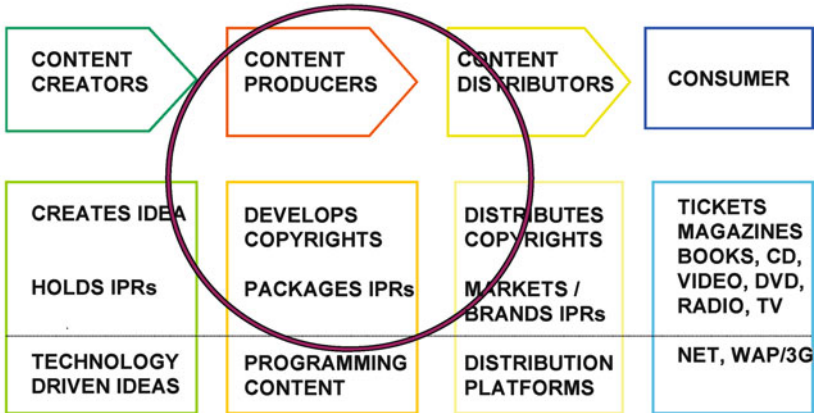 CONTENT
CREATORS
CONTENT
PRODUCERS
CONTENT
DISTRIBUTORS
CONSUMER
CREATES IDEA
HOLDS IPRs
TECHNOLOGY
DRIVEN IDEAS
DEVELOPS
COPYRIGHTS
PACKAGES IPRs
PROGRAMMING
CONTENT
DISTRIBUTES
COPYRIGHTS
MARKETS /
BRANDS IPRs
DISTRIBUTION
PLATFORMS
TICKETS
MAGAZINES
BOOKS, CD,
VIDEO, DVD,
RADIO, TV
NET, WAP/3G